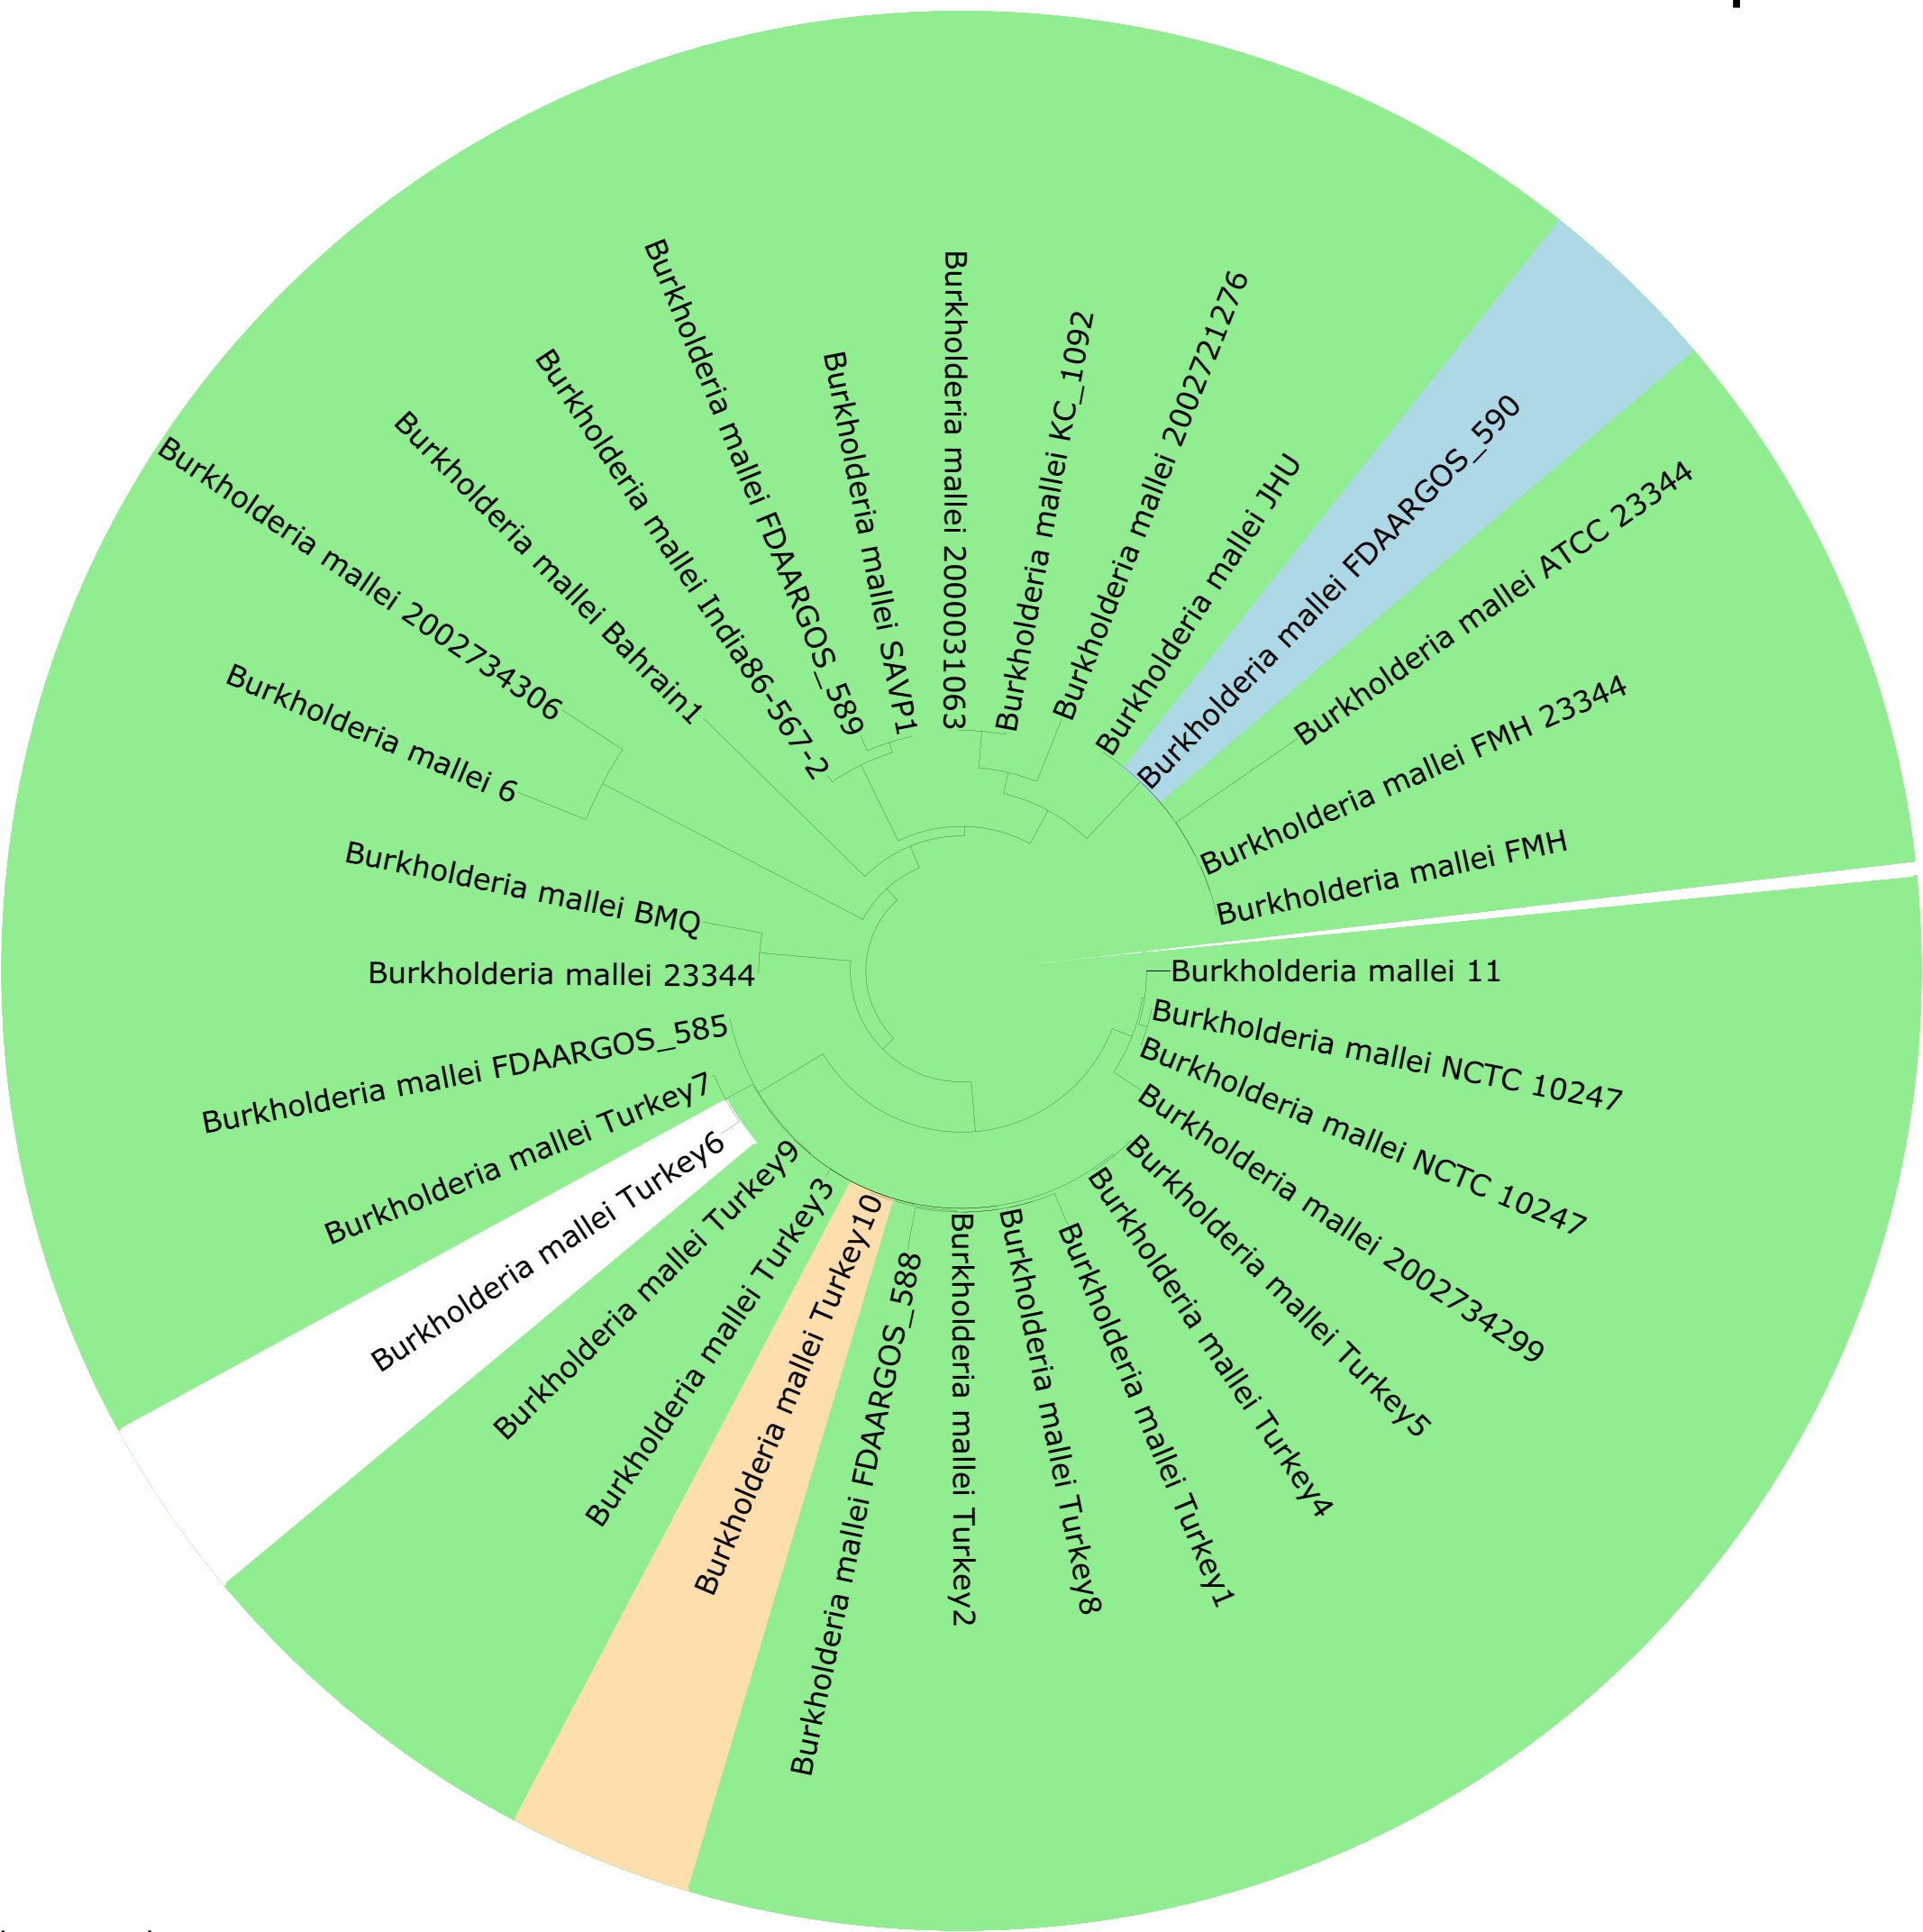 Burkholderia mallei 2000031063
Burkholderia mallei KC_1092
Burkholderia mallei 2002721276
Burkholderia mallei JHU
Burkholderia mallei FDAARGOS_590
Burkholderia mallei ATCC 23344
Burkholderia mallei FMH 23344
Burkholderia mallei FMH
Burkholderia mallei 11
Burkholderia mallei NCTC 10247
Burkholderia mallei NCTC 10247
Burkholderia mallei 2002734299
Burkholderia mallei Turkey5
Burkholderia mallei Turkey4
Burkholderia mallei Turkey1
Burkholderia mallei Turkey8
Burkholderia mallei Turkey2
Burkholderia mallei FDAARGOS_588
Burkholderia mallei Turkey10
Burkholderia mallei Turkey3
Burkholderia mallei Turkey9
Burkholderia mallei Turkey6
Burkholderia mallei Turkey7
Burkholderia mallei FDAARGOS_585
Burkholderia mallei 23344
Burkholderia mallei BMQ
Burkholderia mallei 6
Burkholderia mallei 2002734306
Burkholderia mallei Bahrain1
Burkholderia mallei India86-567-2
Burkholderia mallei FDAARGOS_589
Burkholderia mallei SAVP1